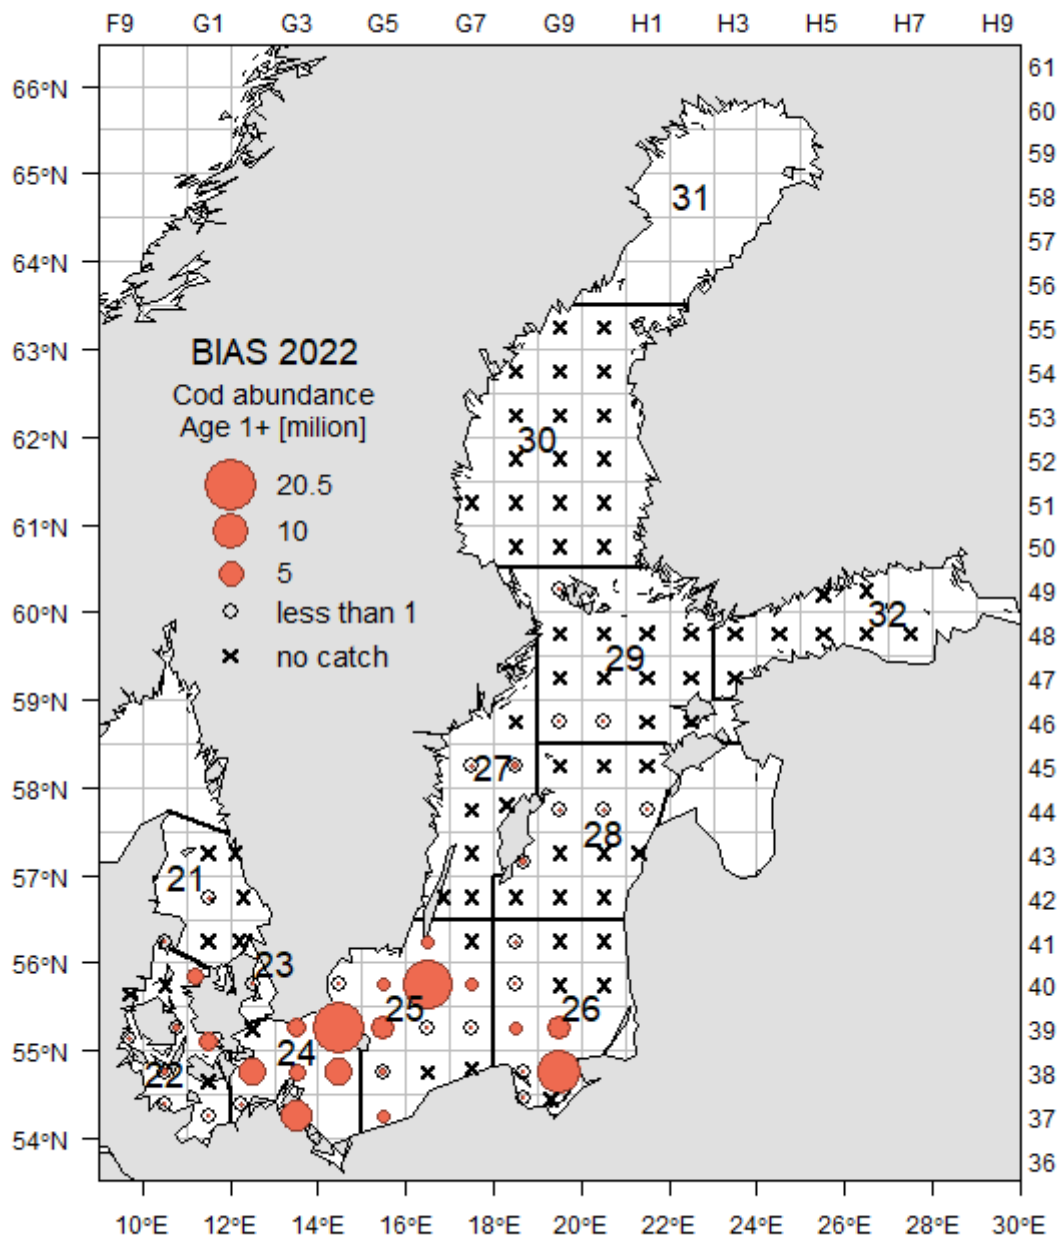 F9 G1 G3 G5 G7 G9 H1 H3 H5 H7 H9
66°N
65°N
64°N
63°N
62°N
61°N
60°N
59°N
58°N
57°N
56°N
55°N
54°N
BIAS 2022
Cod abundance
Age 1+ [milion]
20.5
10
5
less than 1
no catch
31
30
32
29
27
28
21
23
25
26
24
22
61
60
59
58
57
56
55
54
53
52
51
50
49
48
47
46
45
44
43
42
41
40
39
38
37
36
10°E 12°E 14°E 16°E 18°E 20°E 22°E 24°E 26°E 28°E 30°E